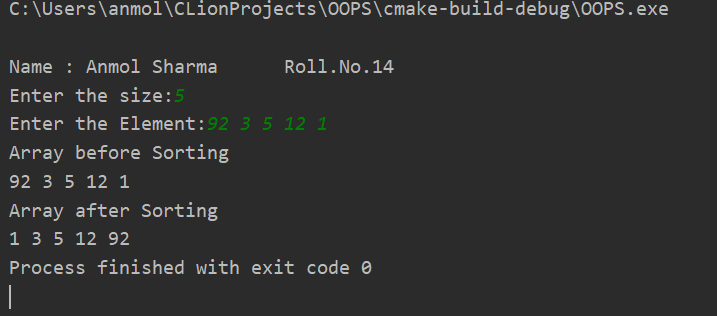 C:\Users\anmol\CLionProjects\OOPS\cmake-build-debug\OOPS.exe
Name : Anmol Sharma      Roll.No.14
Enter the size:5
Enter the Element:92 3 5 12 1
Array before Sorting
92 3 5 12 1
Array after Sorting
1 3 5 12 92
Process finished with exit code 0